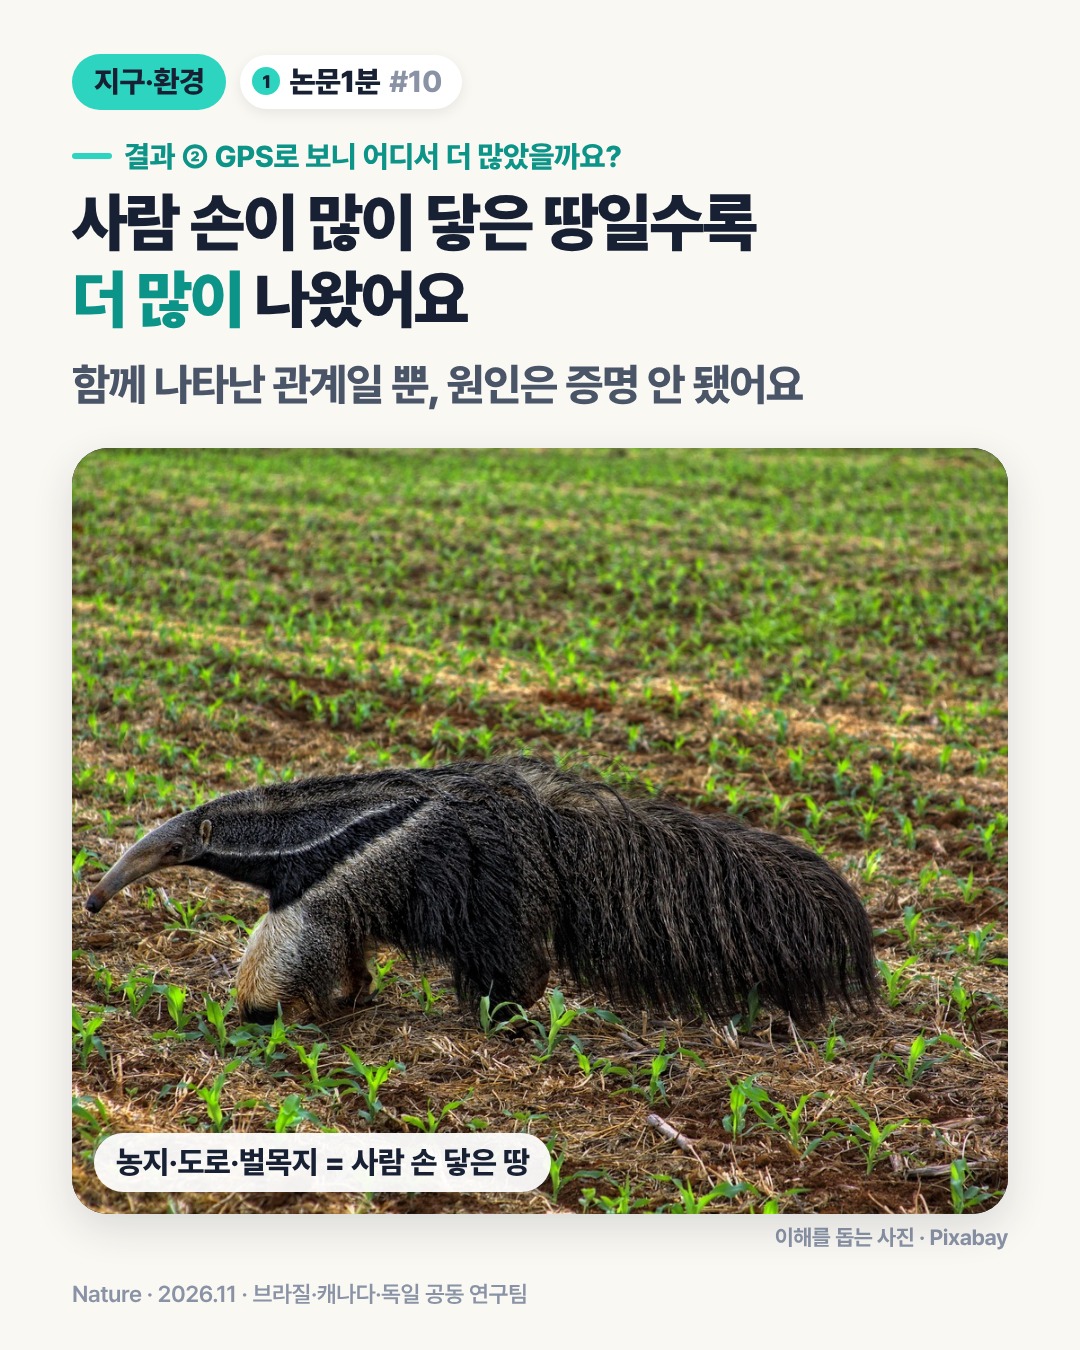 지구·환경
1 논문1분 #10
결과 ② GPS로 보니 어디서 더 많았을까요?
사람 손이 많이 닿은 땅일수록
더 많이 나왔어요
함께 나타난 관계일 뿐, 원인은 증명 안 됐어요
농지·도로·벌목지 = 사람 손 닿은 땅
이해를 돕는 사진 · Pixabay
Nature · 2026.11 · 브라질·캐나다·독일 공동 연구팀